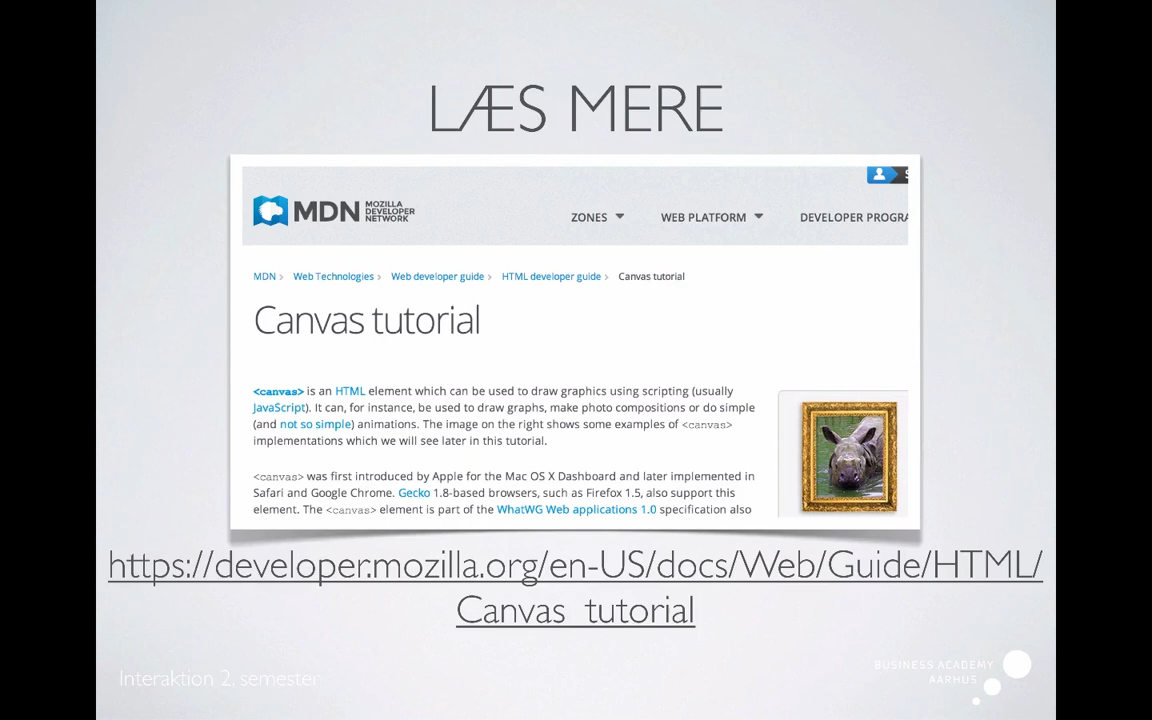 LÆS MERE
S
MDN MOZILLA DEVELOPER NETWORK
ZONES WEB PLATFORM DEVELOPER PROGRA
MDN Web Technologies Web developer guide HTML developer guide Canvas tutorial
Canvas tutorial
<canvas> is an HTML element which can be used to draw graphics using scripting (usually
JavaScript). It can, for instance, be used to draw graphs, make photo compositions or do simple
(and not so simple) animations. The image on the right shows some examples of <canvas>
implementations which we will see later in this tutorial.
<canvas> was first introduced by Apple for the Mac OS X Dashboard and later implemented in
Safari and Google Chrome. Gecko 1.8-based browsers, such as Firefox 1.5, also support this
element. The <canvas> element is part of the WhatWG Web applications 1.0 specification also
https://developer.mozilla.org/en-US/docs/Web/Guide/HTML/
Canvas_tutorial
Interaktion 2. semester
BUSINESS ACADEMY
AARHUS